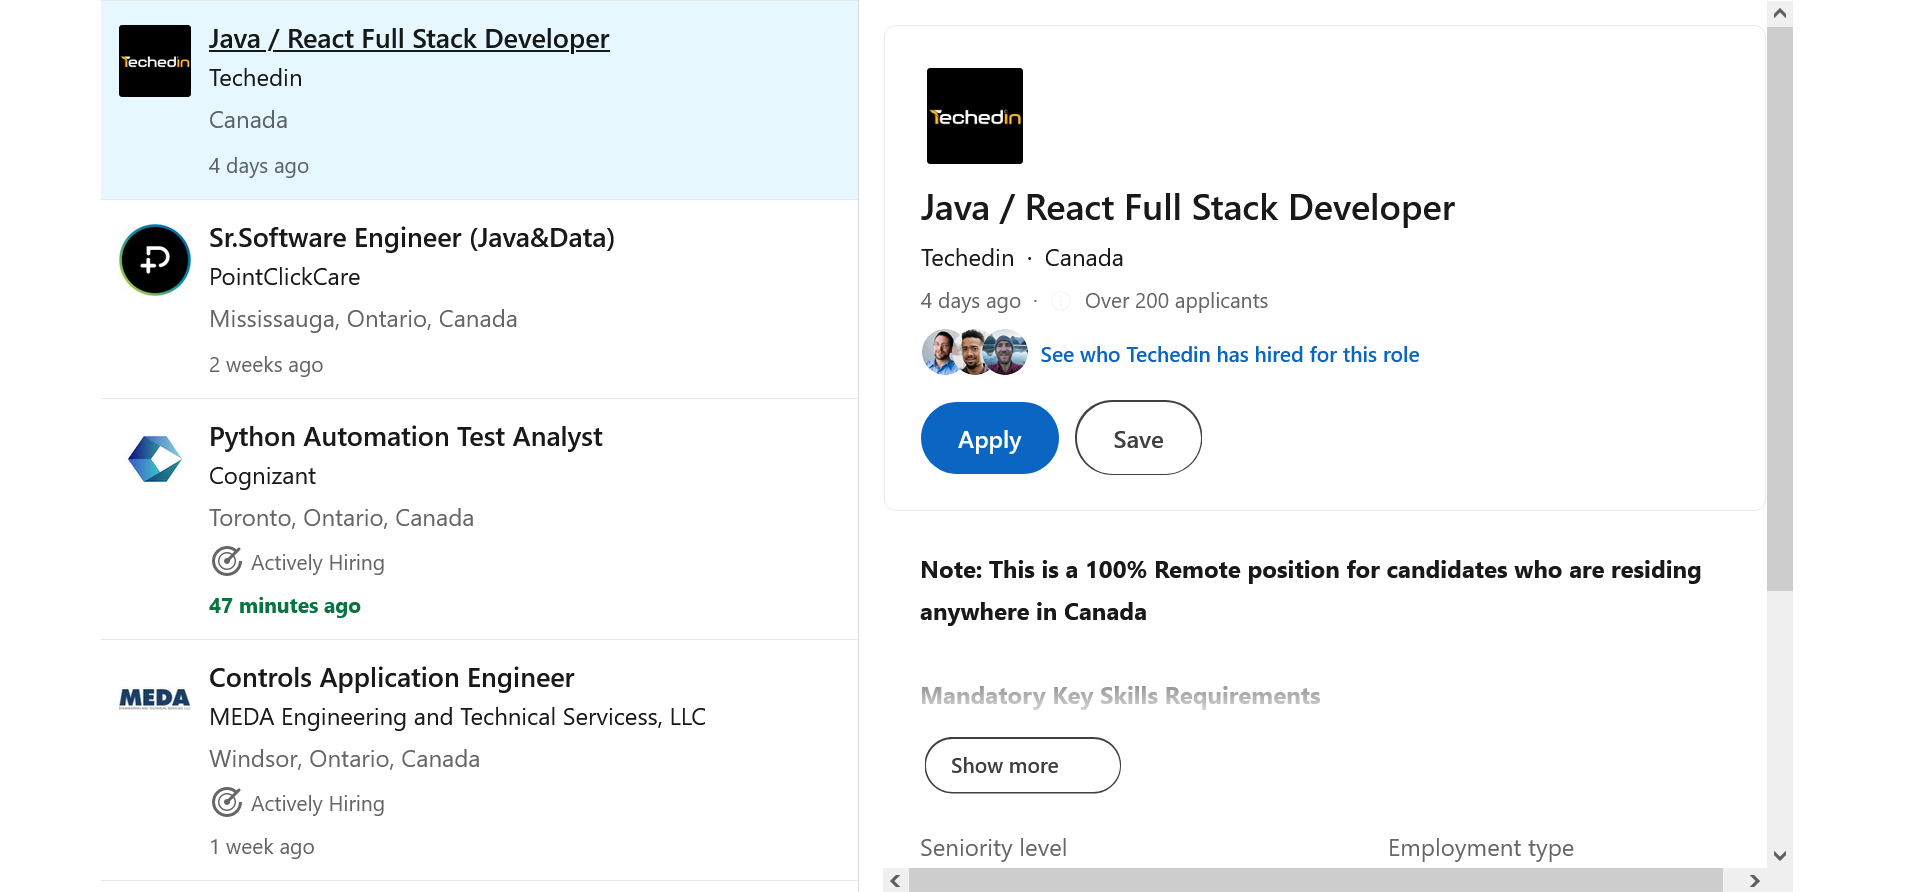 Techedin
Java / React Full Stack Developer
Techedin
Canada
4 days ago
Sr.Software Engineer (Java&Data)
PointClickCare
Mississauga, Ontario, Canada
2 weeks ago
Python Automation Test Analyst
Cognizant
Toronto, Ontario, Canada
Actively Hiring
47 minutes ago
MEDA
Controls Application Engineer
MEDA Engineering and Technical Servicess, LLC
Windsor, Ontario, Canada
Actively Hiring
1 week ago
Techedin
Java / React Full Stack Developer
Techedin · Canada
4 days ago · Over 200 applicants
See who Techedin has hired for this role
Apply Save
Note: This is a 100% Remote position for candidates who are residing
anywhere in Canada
Mandatory Key Skills Requirements
Show more
Seniority level Employment type